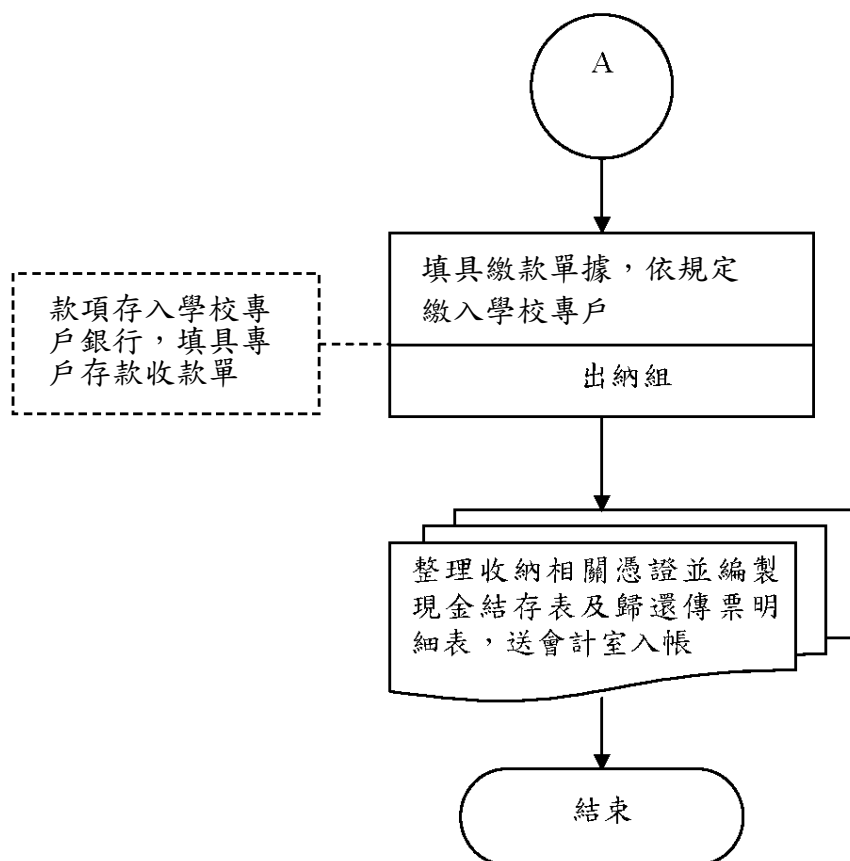 A
填具繳款單據，依規定
繳入學校專戶
款項存入學校專
戶銀行，填具專
戶存款收款單
出納組
整理收納相關憑證並編製
現金結存表及歸還傳票明
細表，送會計室入帳
結束